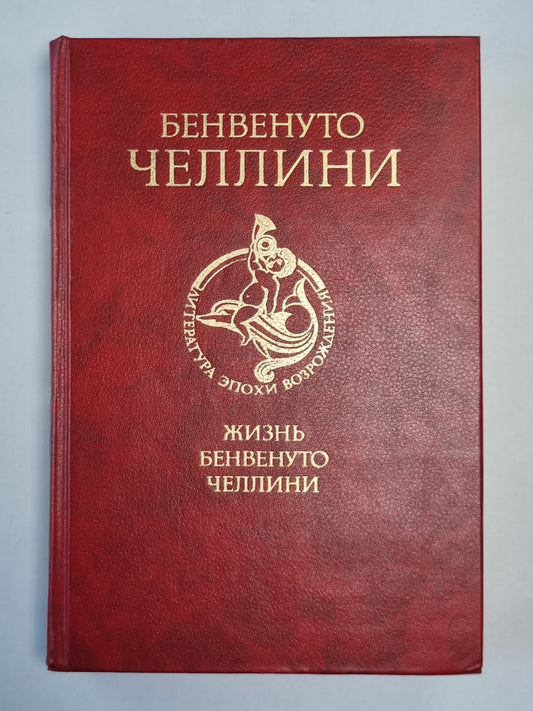 БЕНВЕНУТО
ЧЕЛЛИНИ
ЛИТЕРАТУРА ЭПОХИ ВОЗРОЖДЕНИЯ
ЖИЗНЬ
БЕНВЕНУТО
ЧЕЛЛИНИ